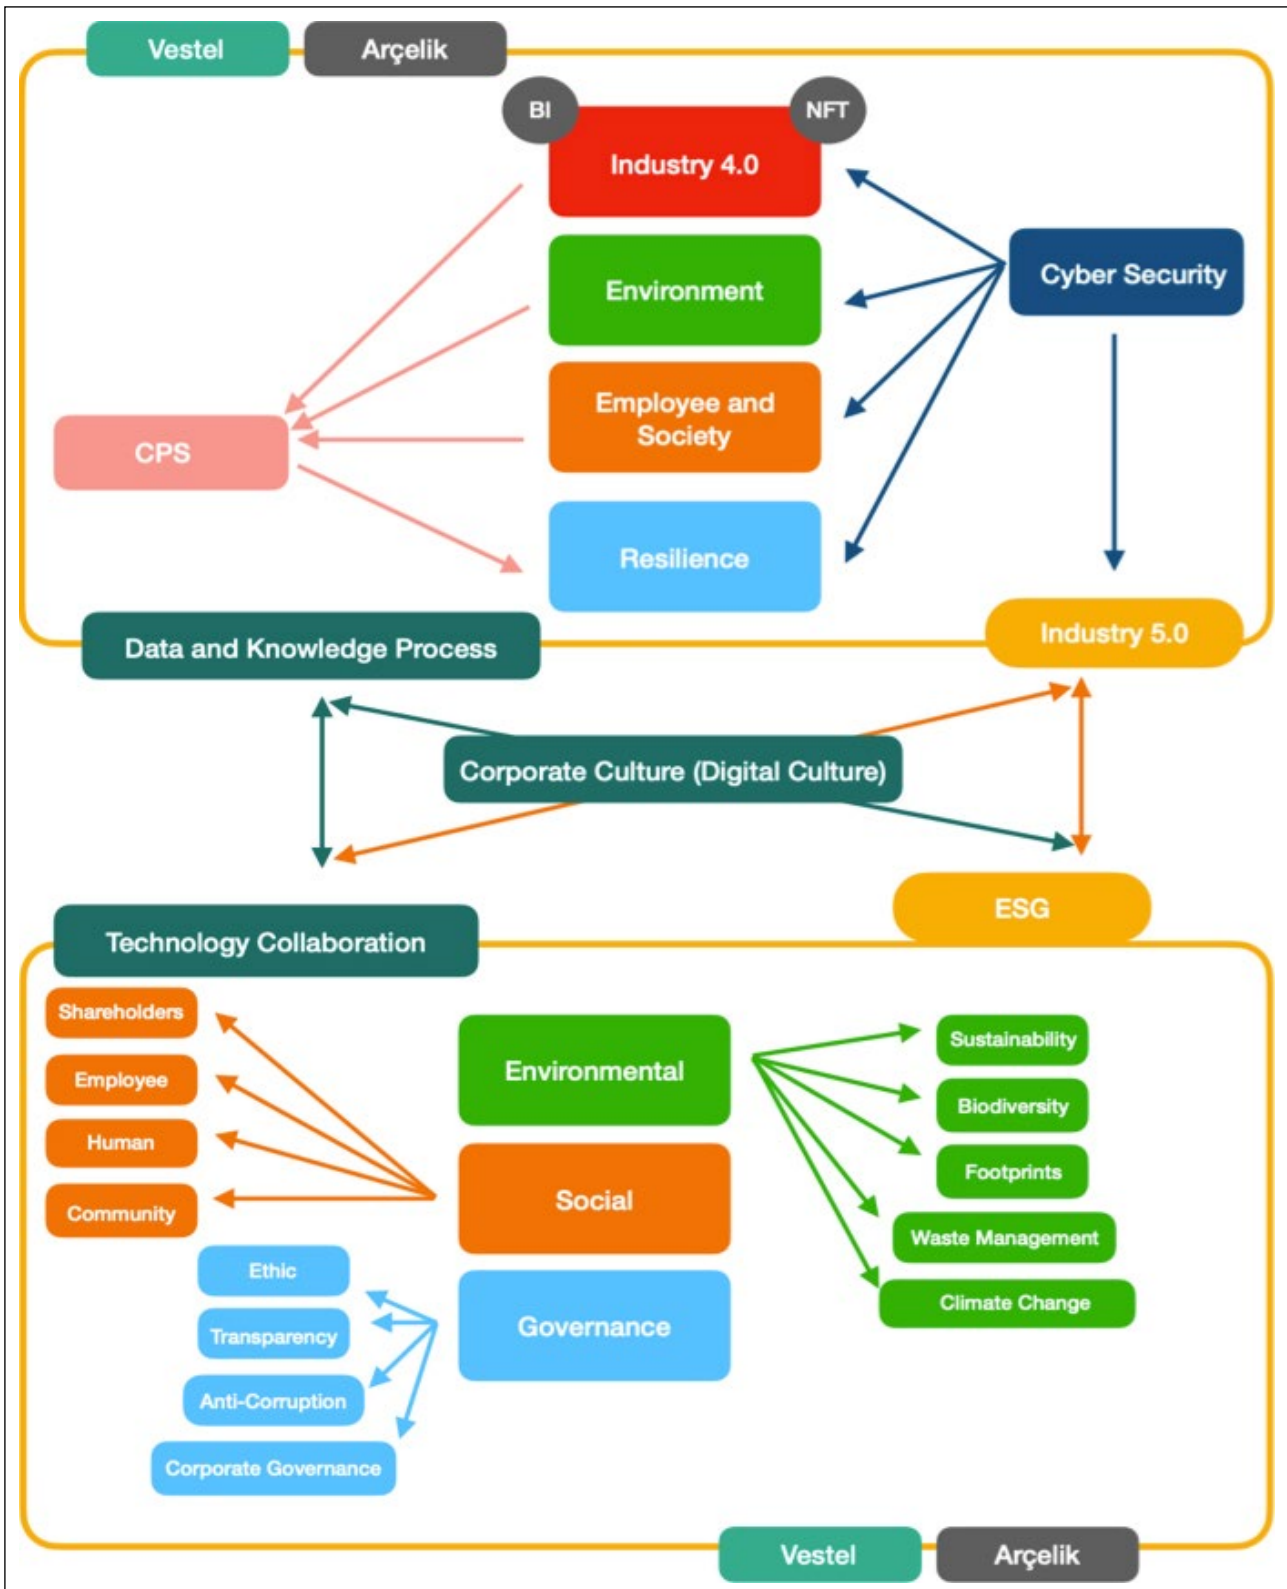 Vestel
Arçelik
BI
NFT
Industry 4.0
Environment
Cyber Security
Employee and
Society
CPS
Resilience
Data and Knowledge Process
Industry 5.0
Corporate Culture (Digital Culture)
ESG
Technology Collaboration
Shareholders
Employee
Human
Community
Environmental
Social
Governance
Sustainability
Biodiversity
Footprints
Waste Management
Climate Change
Ethic
Transparency
Anti-Corruption
Corporate Governance
Vestel
Arçelik